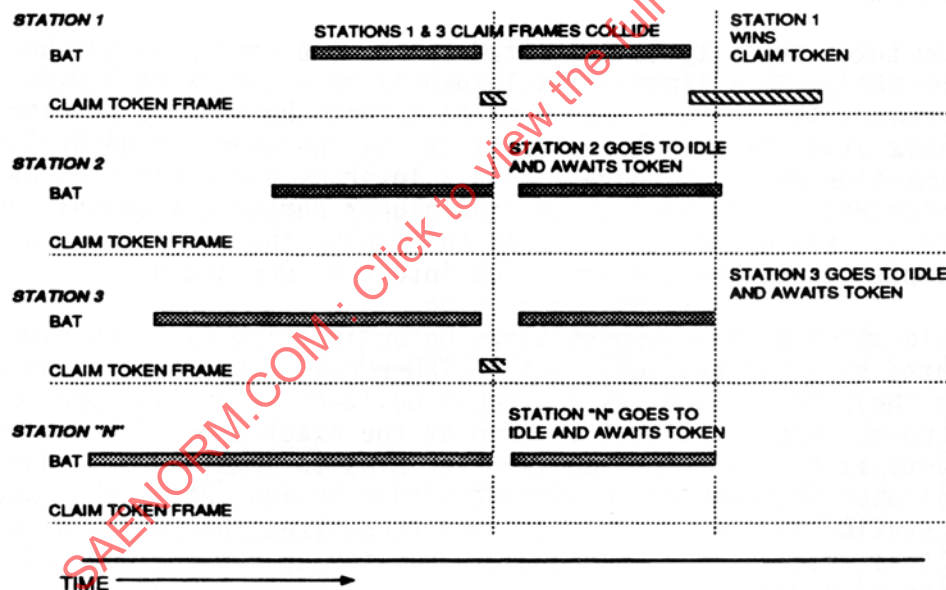 STATION 1
STATIONS 1 & 3 CLAIM FRAMES COLLIDE
STATION 1
WINS
CLAIM TOKEN
BAT
CLAIM TOKEN FRAME
STATION 2
STATION 2 GOES TO IDLE
AND AWAITS TOKEN
BAT
CLAIM TOKEN FRAME
STATION 3
STATION 3 GOES TO IDLE
AND AWAITS TOKEN
BAT
CLAIM TOKEN FRAME
STATION "N"
STATION "N" GOES TO
IDLE AND AWAITS TOKEN
BAT
CLAIM TOKEN FRAME
TIME
SAENORM.COM : Click to view the full